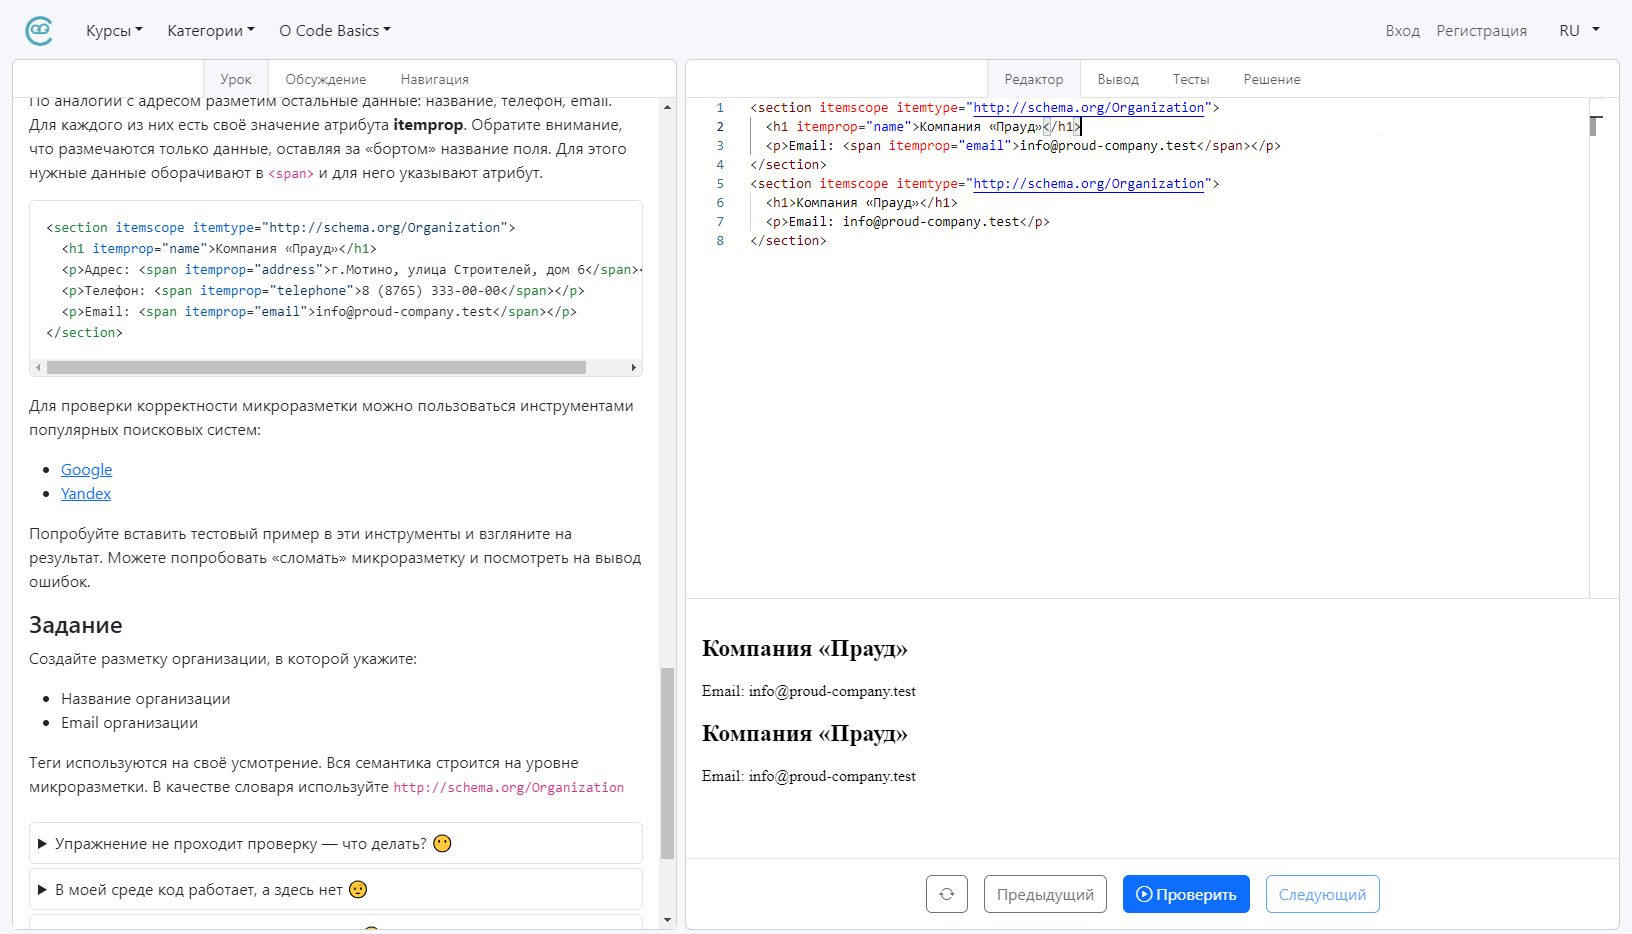 Курсы Категории О Code Basics Вход Регистрация RU
Урок Обсуждение Навигация
По аналогии с адресом разметим остальные данные: название, телефон, email.
Для каждого из них есть своё значение атрибута itemprop. Обратите внимание,
что размечаются только данные, оставляя за «бортом» название поля. Для этого
нужные данные оборачивают в <span> и для него указывают атрибут.
<section itemscope itemtype="http://schema.org/Organization">
<h1 itemprop="name">Компания «Прауд»</h1>
<p>Адрес: <span itemprop="address">г.Мотино, улица Строителей, дом 6</span><
<p>Телефон: <span itemprop="telephone">8 (8765) 333-00-00</span></p>
<p>Email: <span itemprop="email">info@proud-company.test</span></p>
</section>
Для проверки корректности микроразметки можно пользоваться инструментами
популярных поисковых систем:
Google
Yandex
Попробуйте вставить тестовый пример в эти инструменты и взгляните на
результат. Можете попробовать «сломать» микроразметку и посмотреть на вывод
ошибок.
Задание
Создайте разметку организации, в которой укажите:
Название организации
Email организации
Теги используются на своё усмотрение. Вся семантика строится на уровне
микроразметки. В качестве словаря используйте http://schema.org/Organization
Упражнение не проходит проверку — что делать? 😶
В моей среде код работает, а здесь нет 🤨
Редактор Вывод Тесты Решение
1 <section itemscope itemtype="http://schema.org/Organization">
2 <h1 itemprop="name">Компания «Прауд»</h1>
3 <p>Email: <span itemprop="email">info@proud-company.test</span></p>
4 </section>
5 <section itemscope itemtype="http://schema.org/Organization">
6 <h1>Компания «Прауд»</h1>
7 <p>Email: info@proud-company.test</p>
8 </section>
Компания «Прауд»
Email: info@proud-company.test
Компания «Прауд»
Email: info@proud-company.test
Предыдущий Проверить Следующий